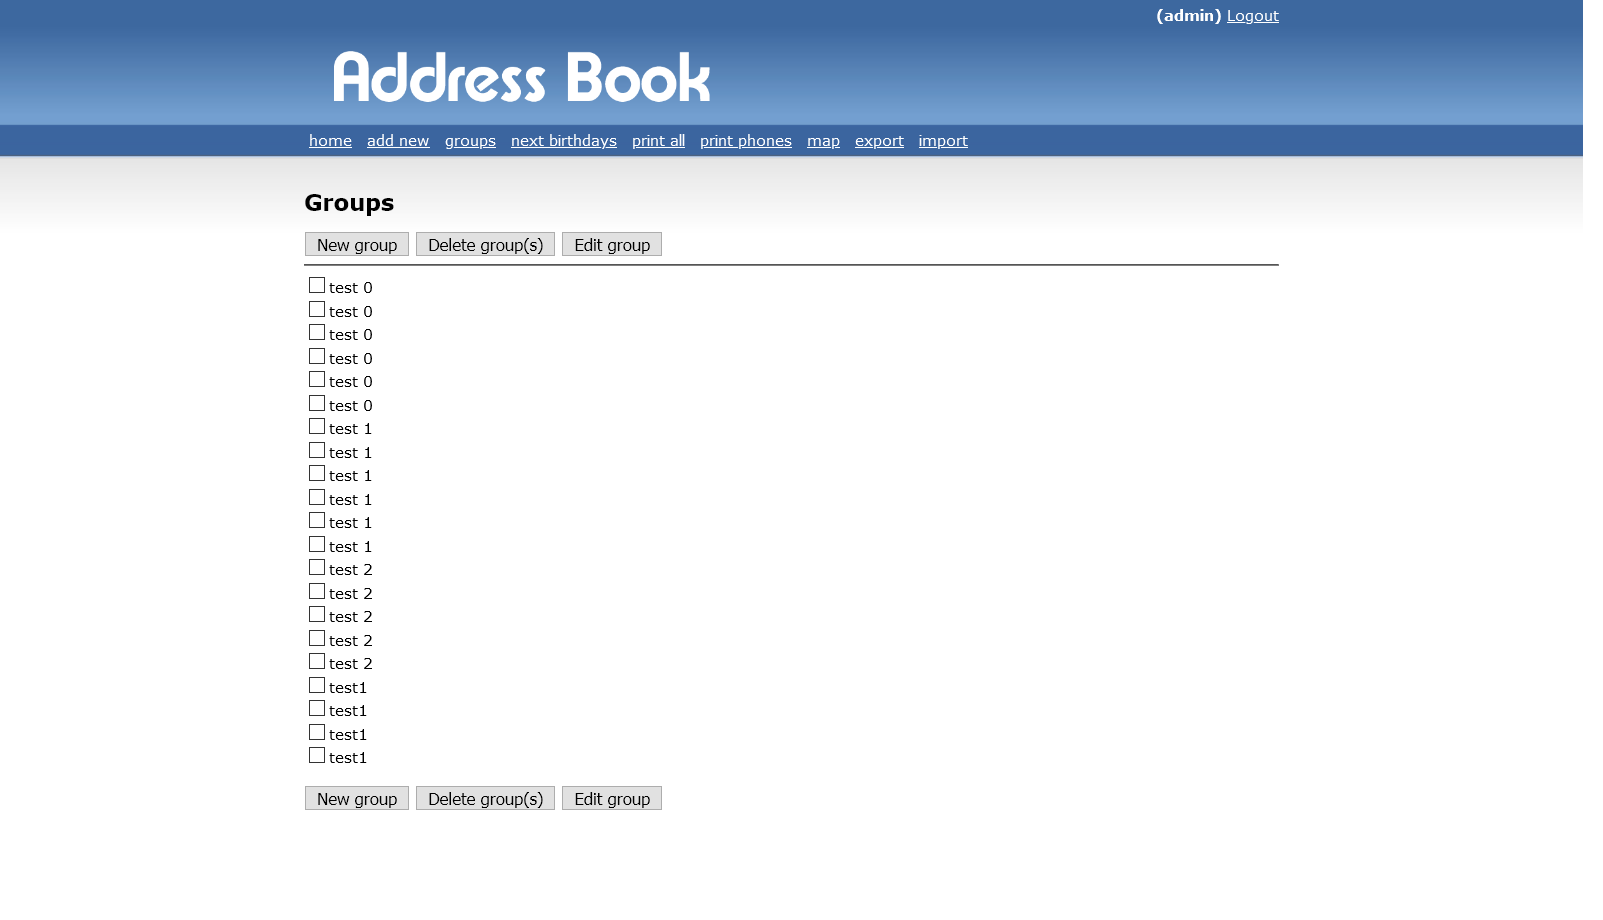 (admin) Logout
Address Book
home add new groups next birthdays print all print phones map export import
Groups
New group Delete group(s) Edit group
test 0
test 0
test 0
test 0
test 0
test 0
test 1
test 1
test 1
test 1
test 1
test 1
test 2
test 2
test 2
test 2
test 2
test1
test1
test1
test1
New group Delete group(s) Edit group